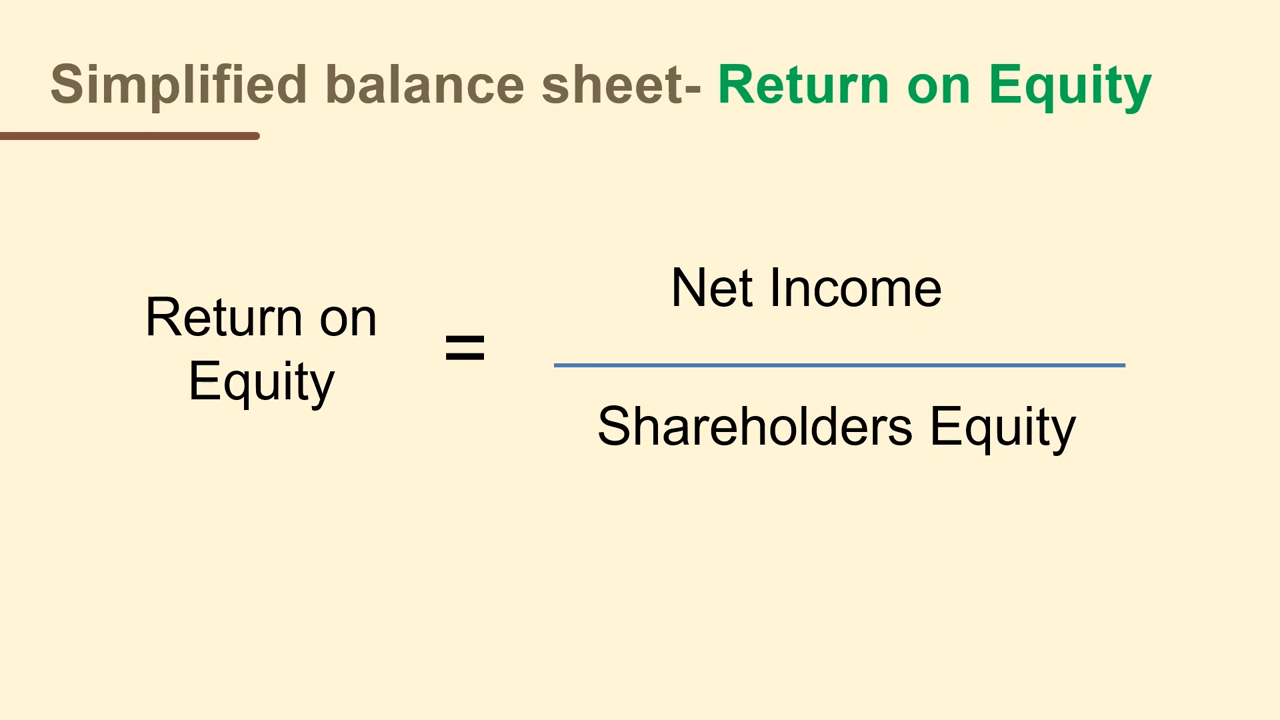 Simplified balance sheet- Return on Equity
Return on
Equity
=
Net Income
Shareholders Equity